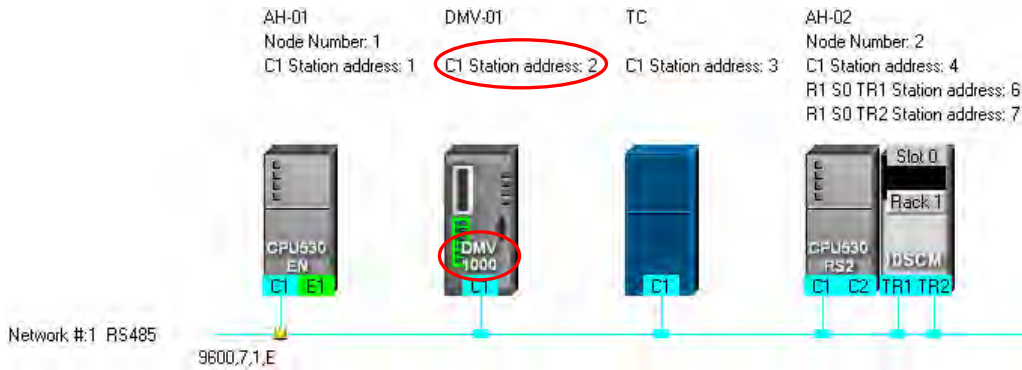 AH-01
Node Number: 1
C1 Station address: 1
DMV-01
C1 Station address: 2
TC
C1 Station address: 3
AH-02
Node Number: 2
C1 Station address: 4
R1 S0 TR1 Station address: 6
R1 S0 TR2 Station address: 7
CPU530
EN
C1 E1
DMV
1000
C1
C1
CPU530
RS2
C1 C2
Slot 0
Rack 1
10SCM
TR1 TR2
Network #:1 RS485
9600,7,1,E